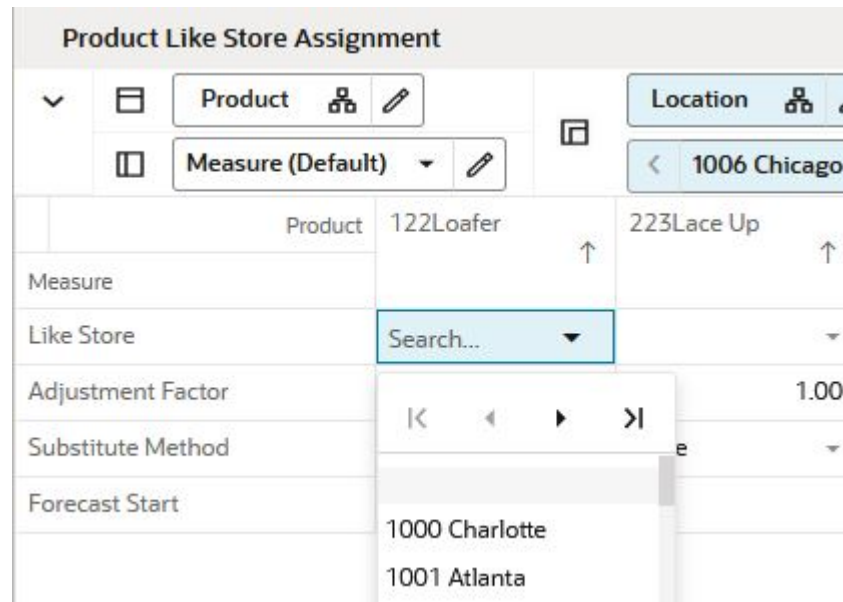 Product Like Store Assignment
Product
Location
Measure (Default)
1006 Chicago
Product
122Loafer
223Lace Up
Measure
Like Store
Search...
Adjustment Factor
1.00
Substitute Method
e
Forecast Start
1000 Charlotte
1001 Atlanta